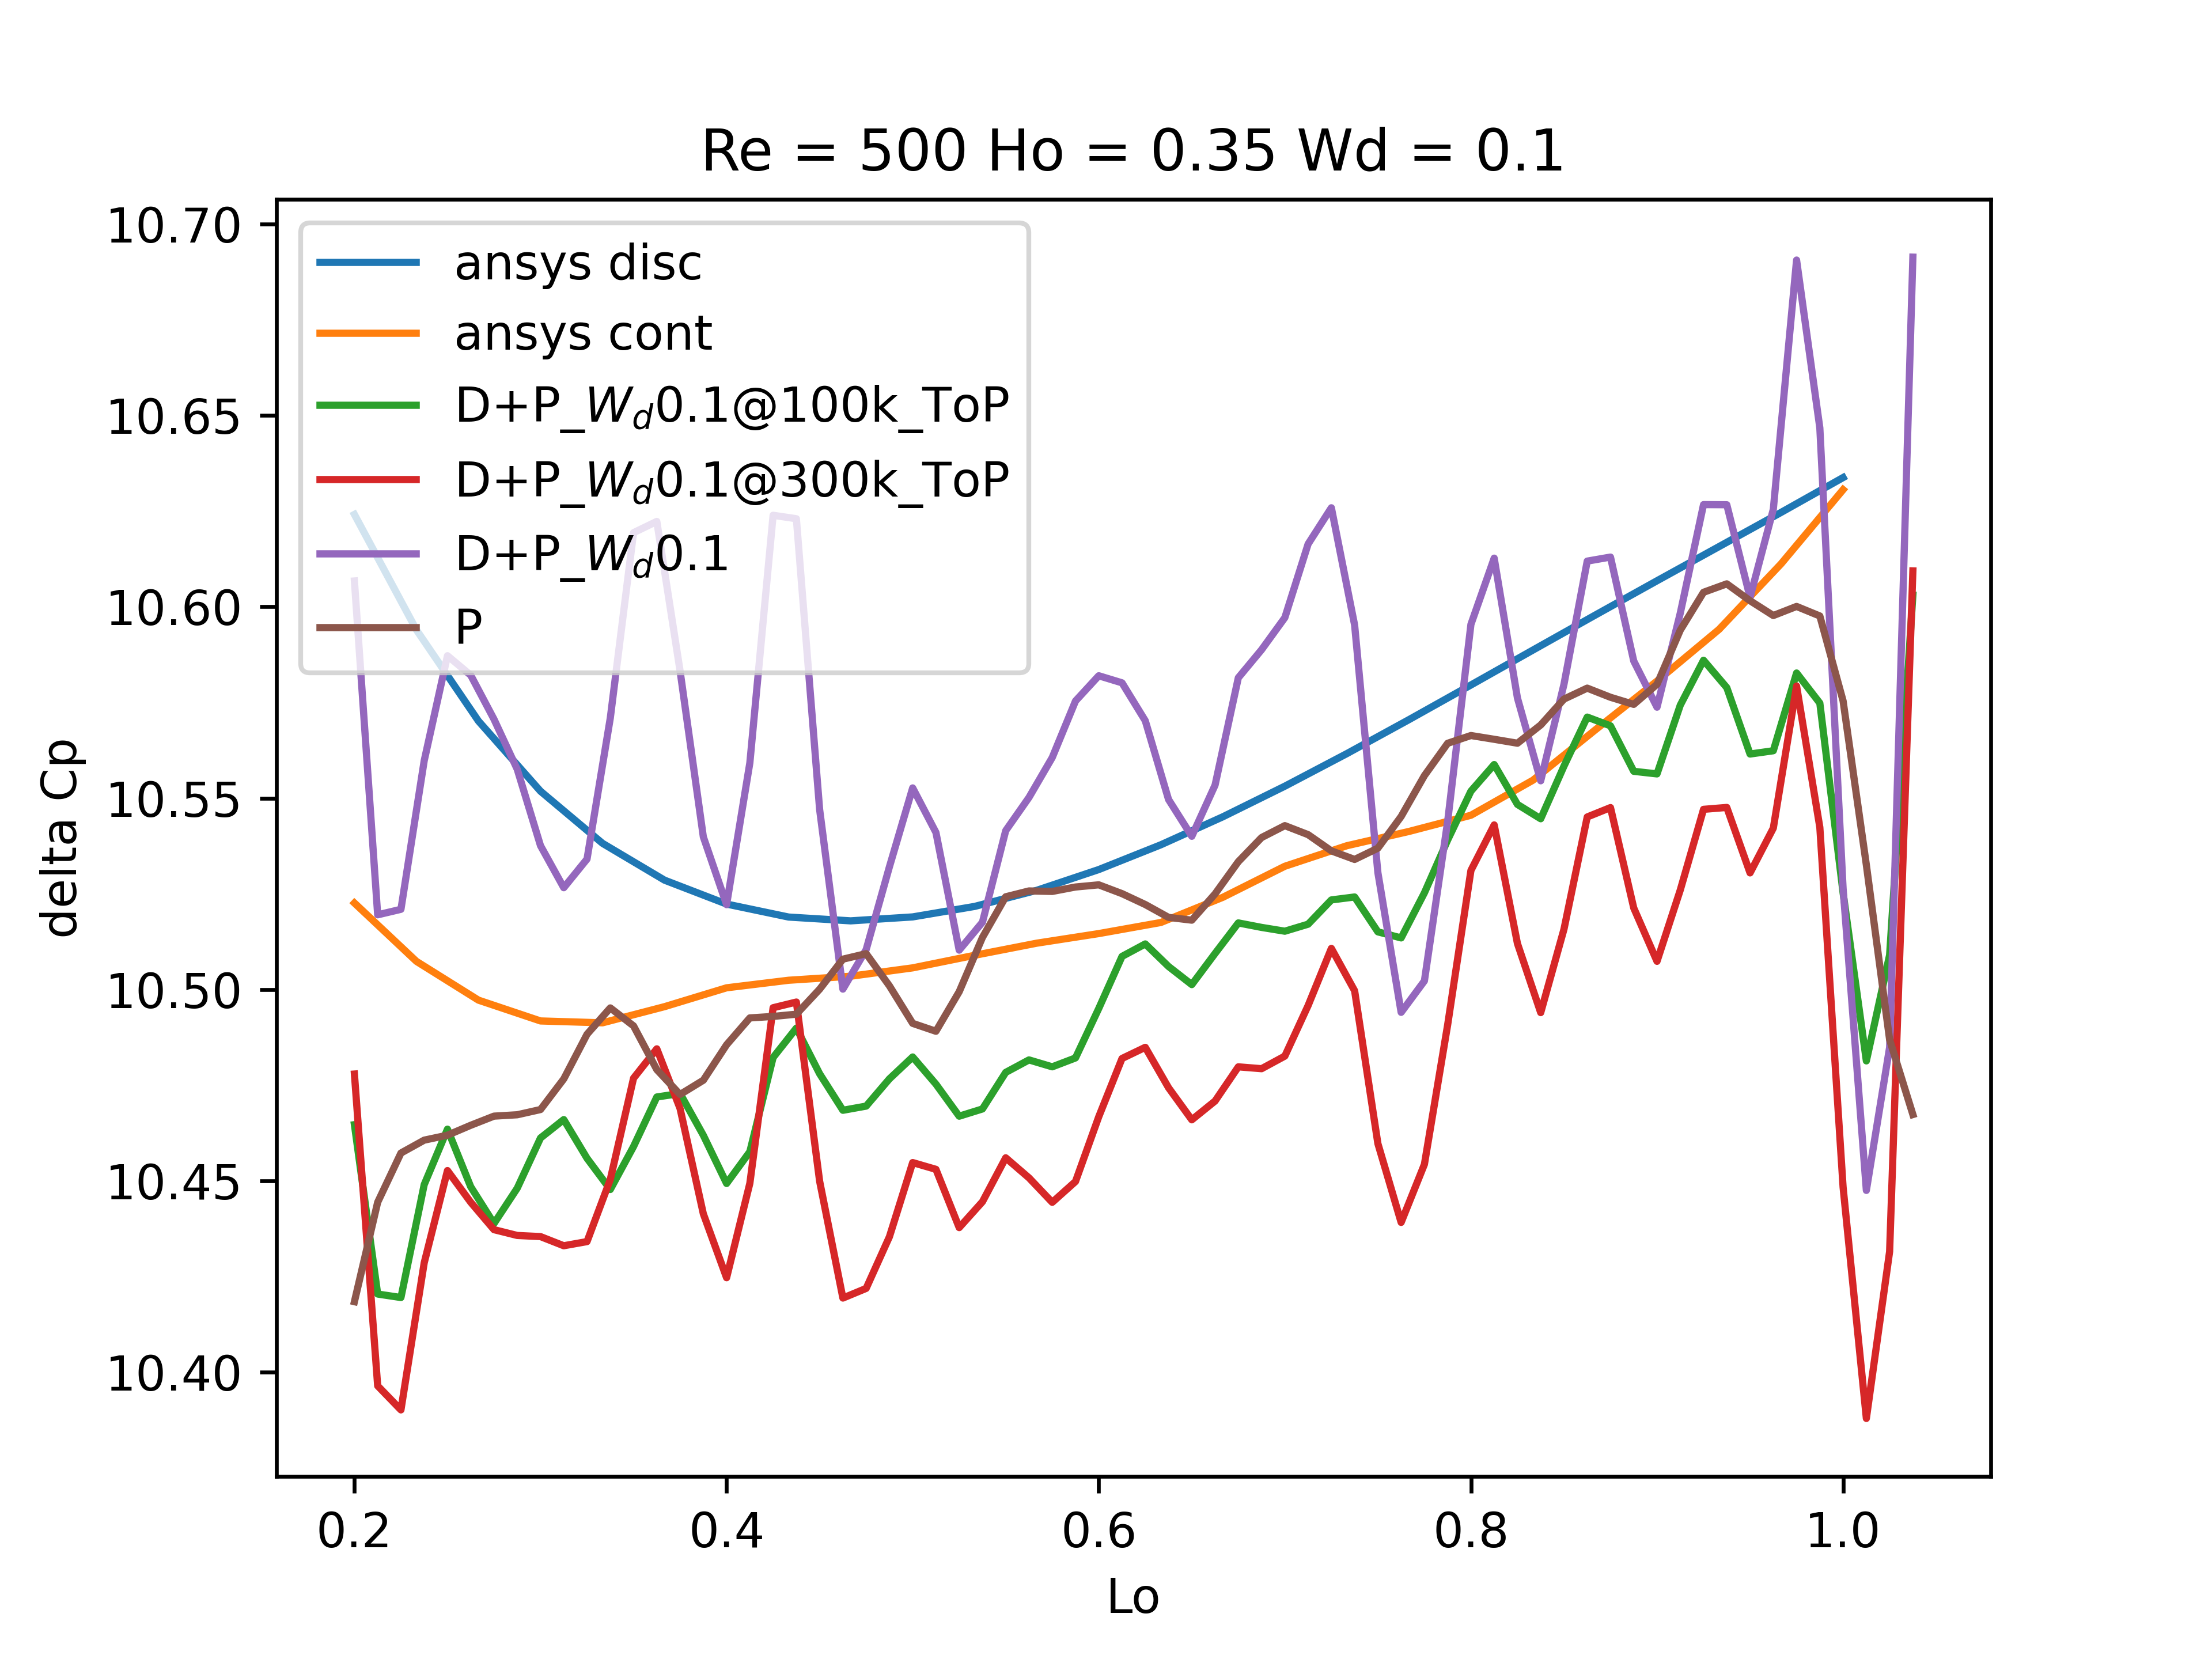 Re = 500 Ho = 0.35 Wd = 0.1
10.70
10.65
10.60
10.55
10.50
10.45
10.40
delta Cp
ansys disc
ansys cont
D+P_W_d0.1@100k_ToP
D+P_W_d0.1@300k_ToP
D+P_W_d0.1
P
0.2 0.4 0.6 0.8 1.0
Lo